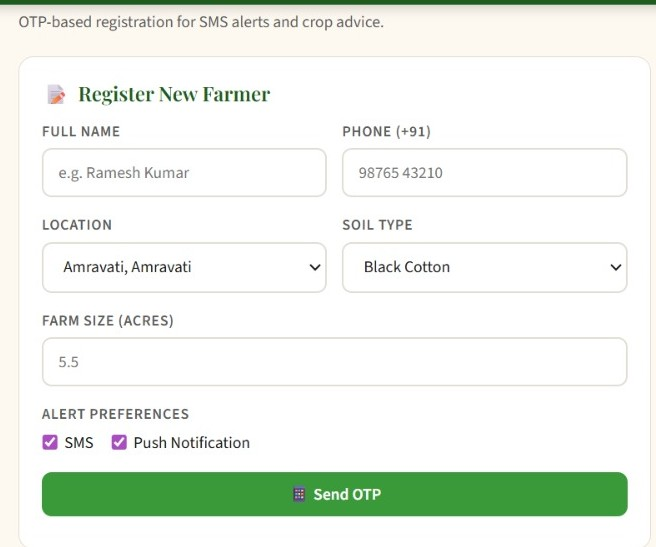 OTP-based registration for SMS alerts and crop advice.
Register New Farmer
FULL NAME
PHONE (+91)
e.g. Ramesh Kumar
98765 43210
LOCATION
SOIL TYPE
Amravati, Amravati
Black Cotton
FARM SIZE (ACRES)
5.5
ALERT PREFERENCES
SMS
Push Notification
Send OTP